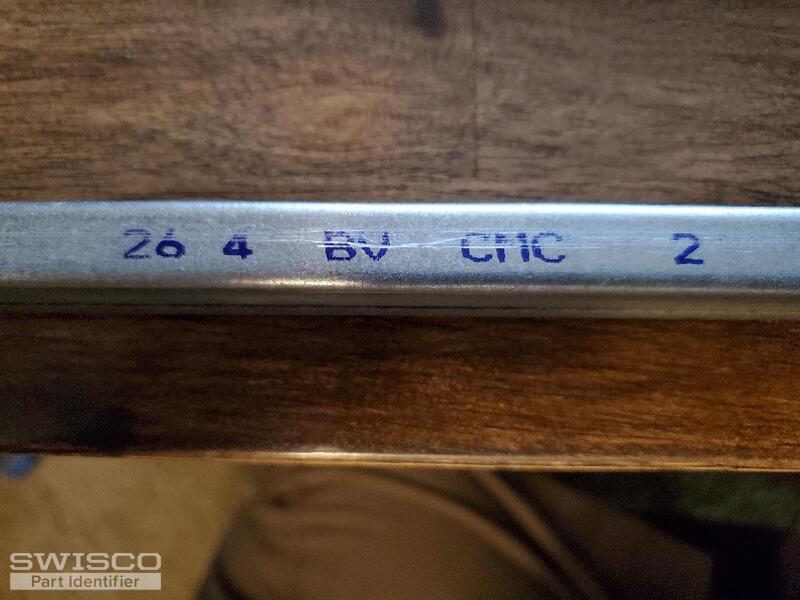 26 4 BV CMC 2
SWISCO
Part Identifier